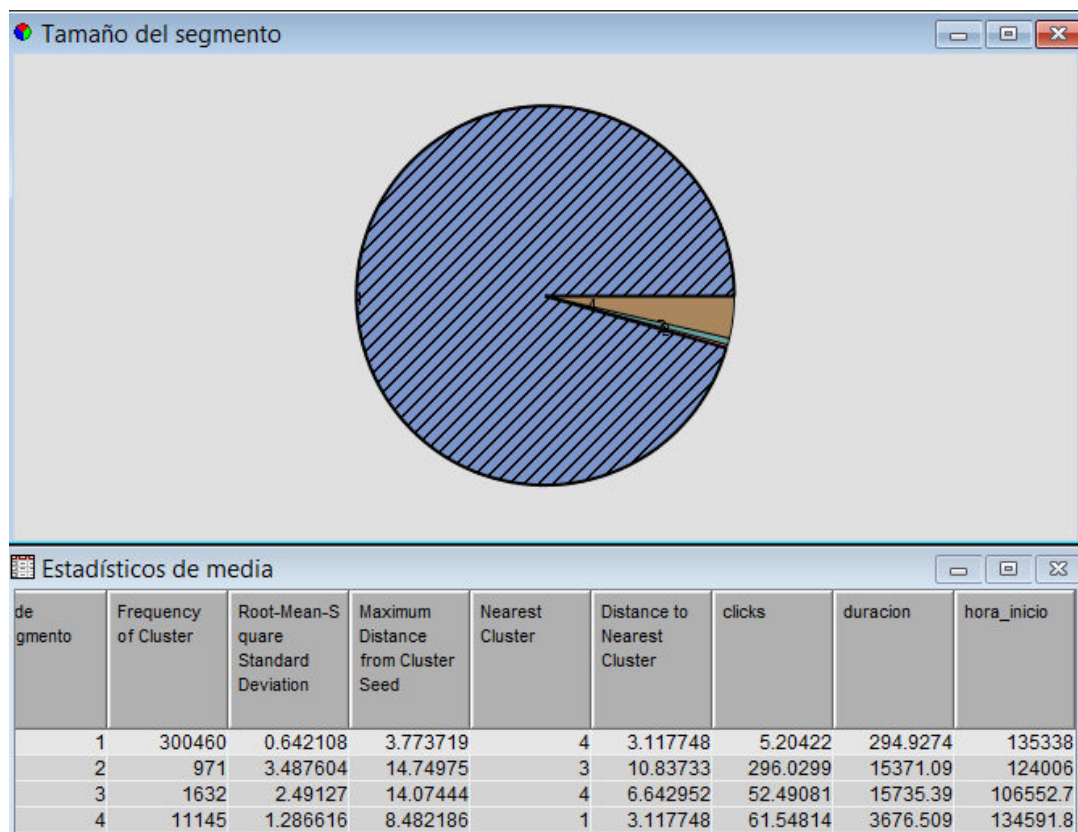 Tamaño del segmento
4
Estadísticos de media
de gmento Frequency of Cluster Root-Mean-S quare Standard Deviation Maximum Distance from Cluster Seed Nearest Cluster Distance to Nearest Cluster clicks duracion hora_inicio
1 300460 0.642108 3.773719 4 3.117748 5.20422 294.9274 135338
2 971 3.487604 14.74975 3 10.83733 296.0299 15371.09 124006
3 1632 2.49127 14.07444 4 6.642952 52.49081 15735.39 106552.7
4 11145 1.286616 8.482186 1 3.117748 61.54814 3676.509 134591.8